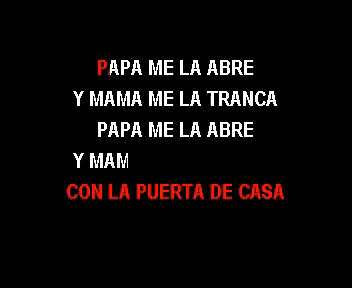 PAPA ME LA ABRE
Y MAMA ME LA TRANCA
PAPA ME LA ABRE
Y MAM
CON LA PUERTA DE CASA